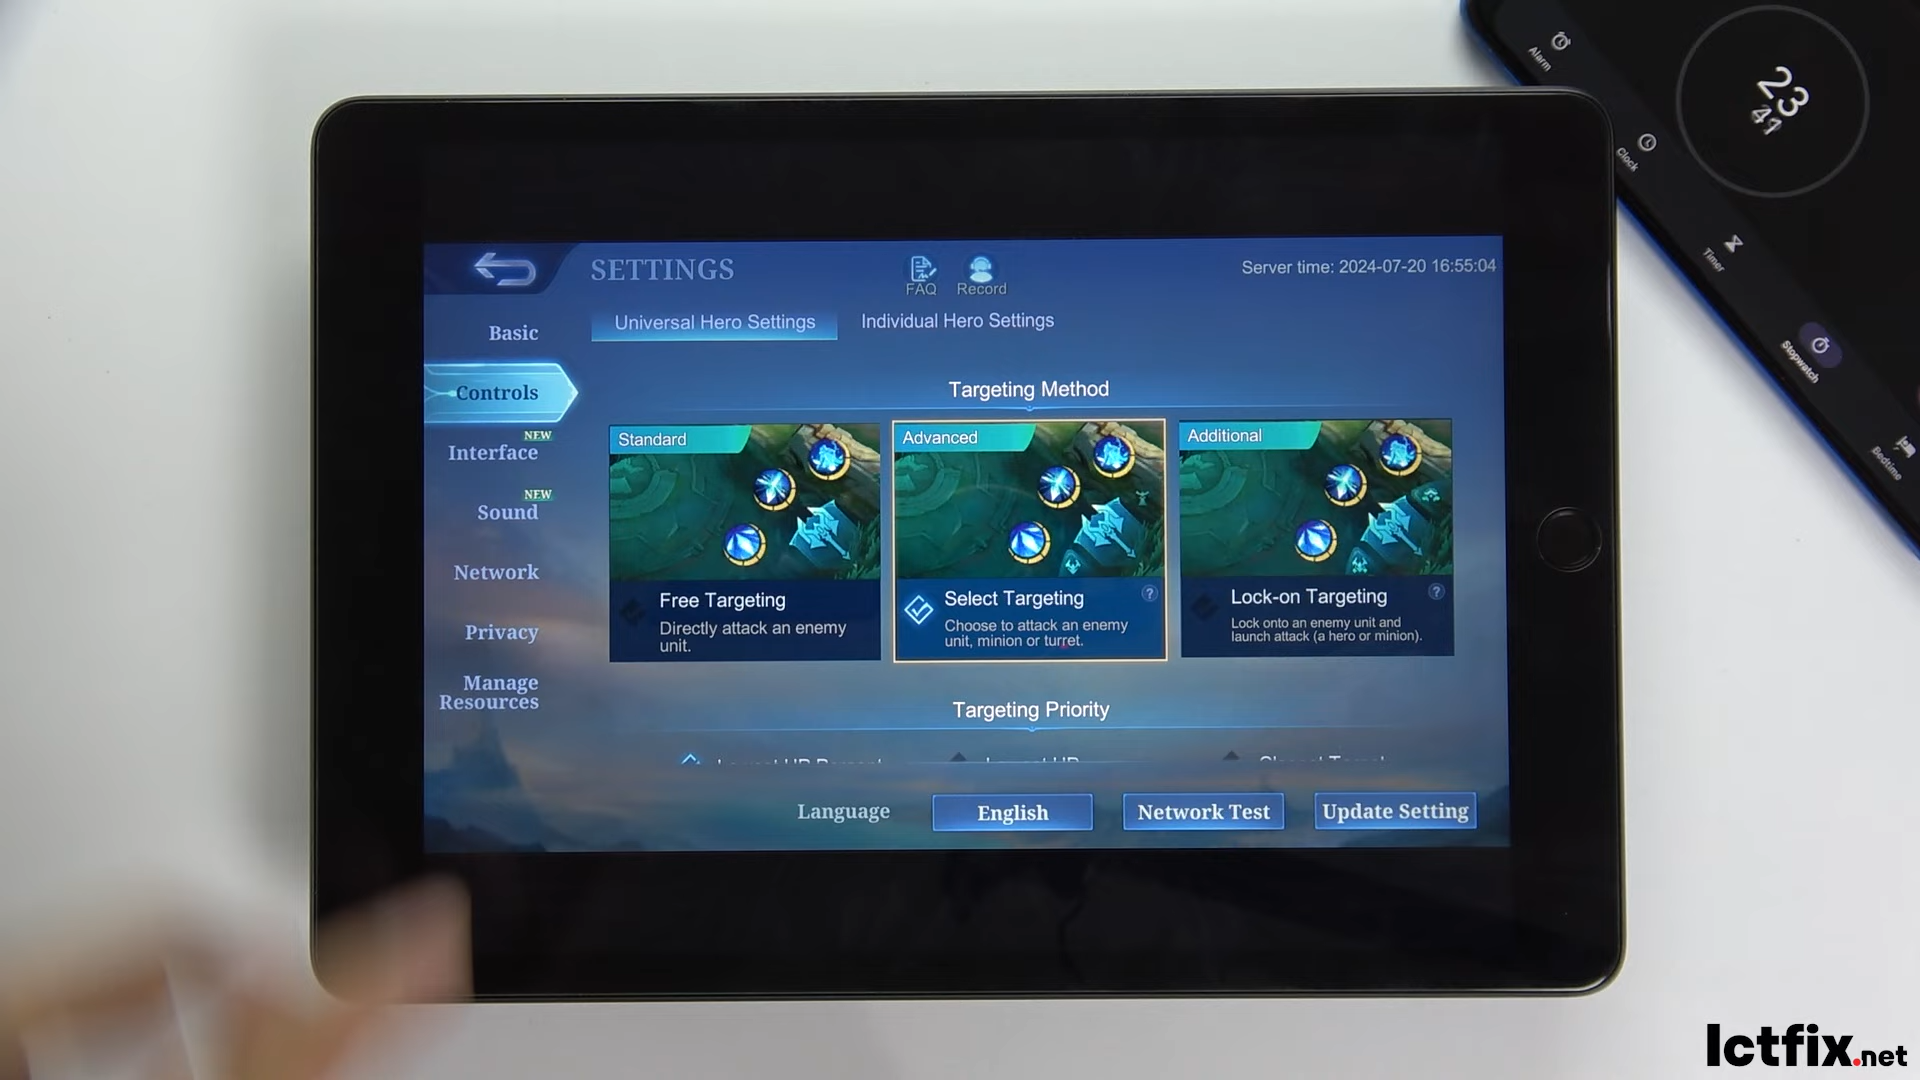 Alarm
23
Clock
Timer
Stopwatch
Bedtime
SETTINGS
FAQ
Record
Server time: 2024-07-20 16:55:04
Basic
Controls
NEW
Interface
NEW
Sound
Network
Privacy
Manage
Resources
Universal Hero Settings
Individual Hero Settings
Targeting Method
Standard
Free Targeting
Directly attack an enemy
unit.
Advanced
Select Targeting
?
Choose to attack an enemy
unit, minion or turret.
Additional
Lock-on Targeting
?
Lock onto an enemy unit and
launch attack (a hero or minion).
Targeting Priority
Language
English
Network Test
Update Setting
Ictfix.net